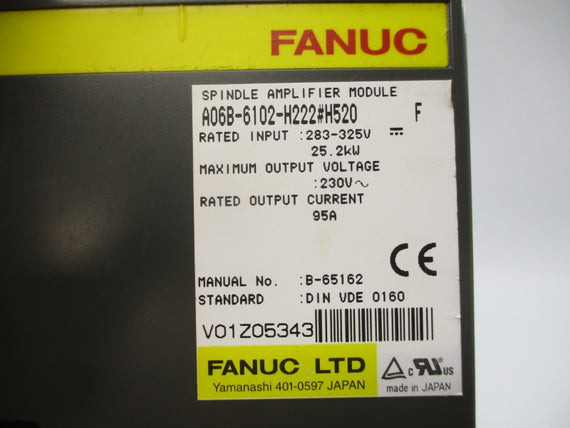 FANUC
SPINDLE AMPLIFIER MODULE
A06B-6102-H222#H520 F
RATED INPUT :283-325V ⎓
25.2kW
MAXIMUM OUTPUT VOLTAGE
:230V∼
RATED OUTPUT CURRENT
95A
CE
MANUAL No. :B-65162
STANDARD :DIN VDE 0160
V01Z05343
FANUC LTD
Yamanashi 401-0597 JAPAN
c RU us
made in JAPAN